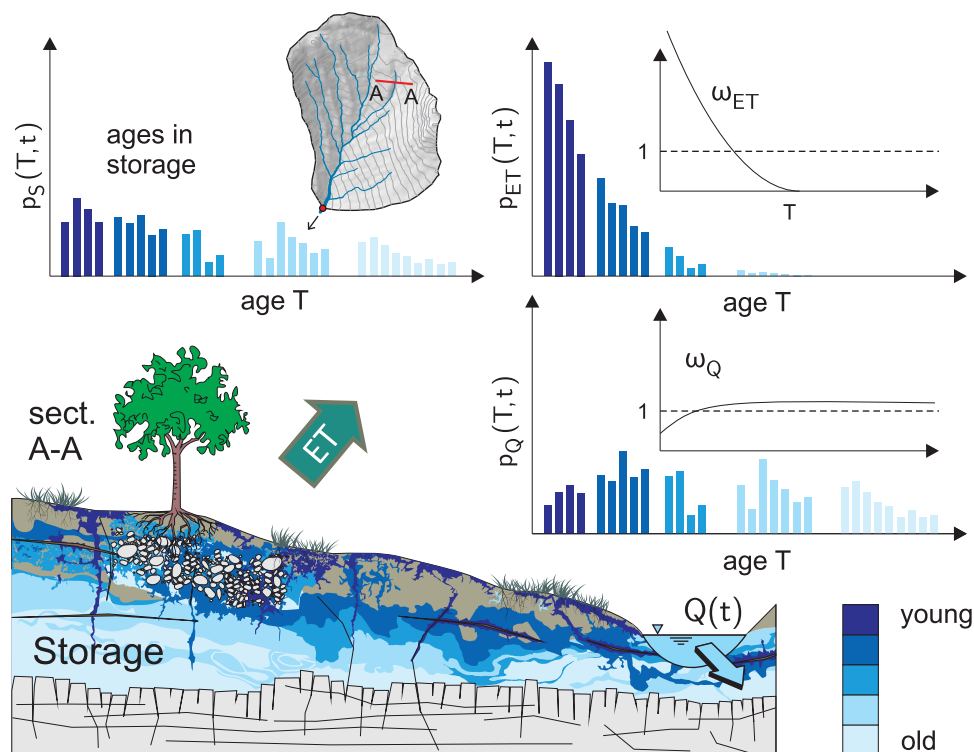 p_S(T,t)
ages in
storage
A
A
age T
p_ET(T,t)
ω_ET
1
T
age T
p_Q(T,t)
ω_Q
1
age T
sect.
A-A
ET
Storage
Q(t)
young
old